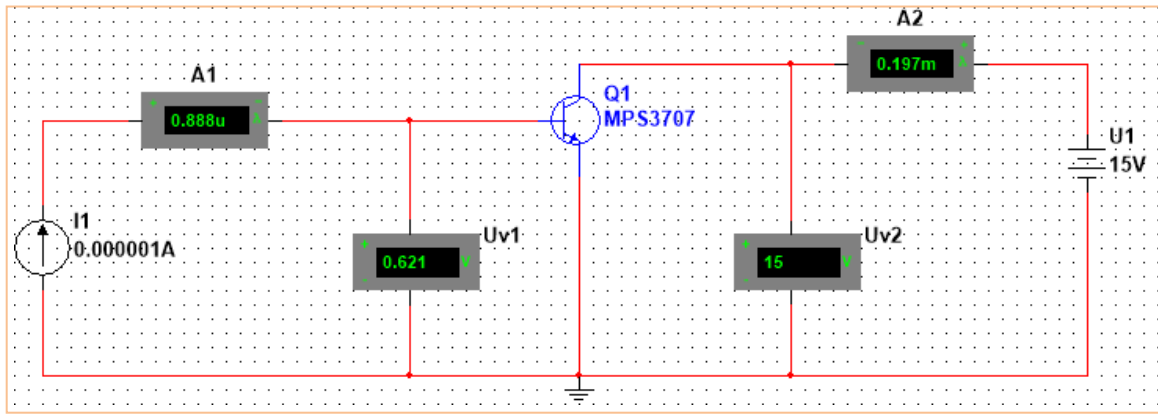 A2
0.197m A
A1
0.888u A
Q1
MPS3707
U1
15V
I1
0.000001A
Uv1
0.621 V
Uv2
15 V